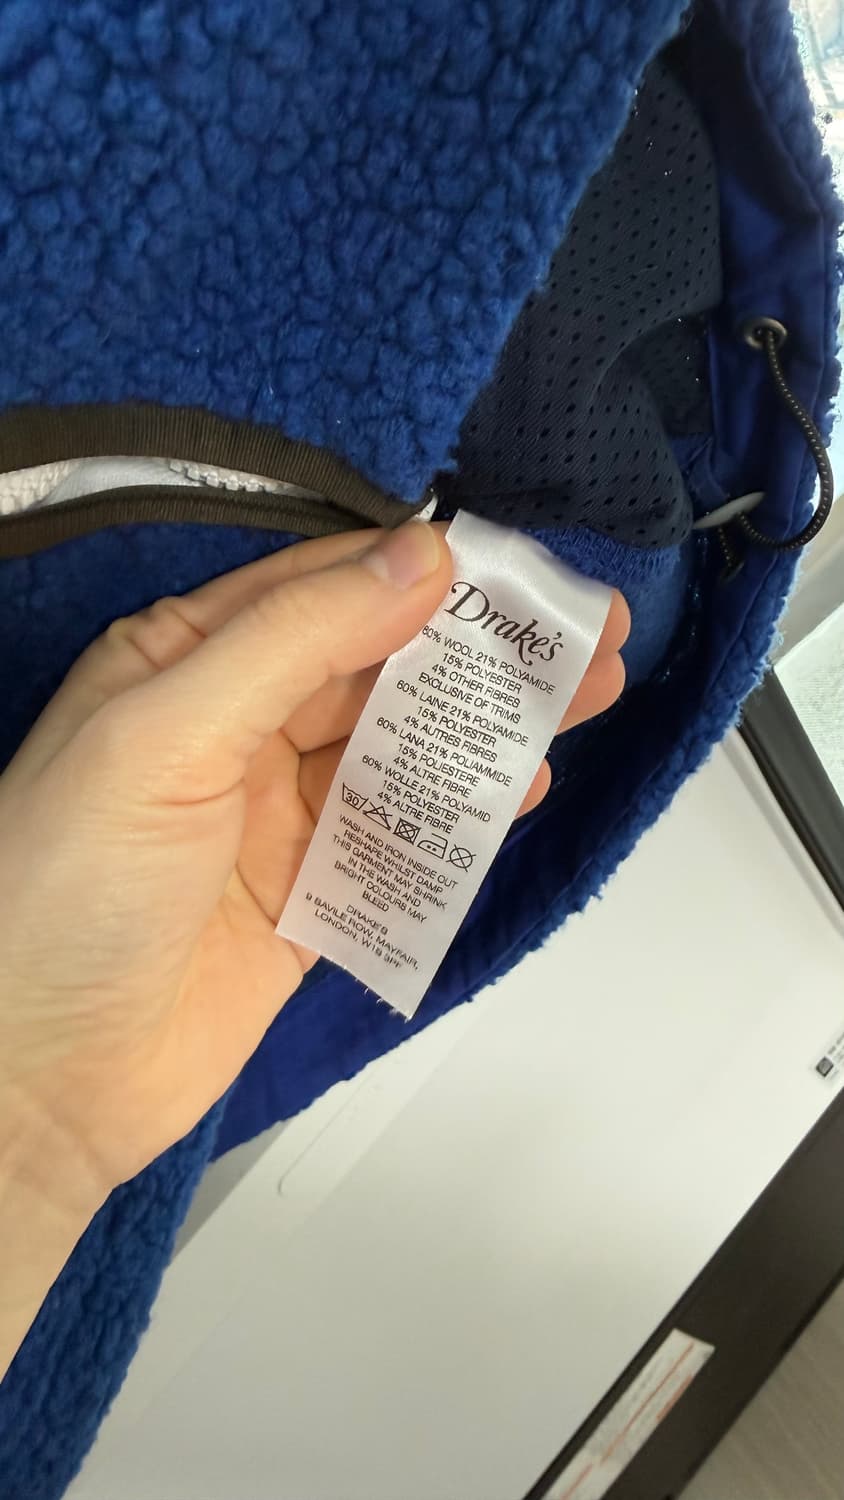 Drake's
60% WOOL 21% POLYAMIDE
15% POLYESTER
4% OTHER FIBRES
EXCLUSIVE OF TRIMS
60% LAINE 21% POLYAMIDE
15% POLYESTER
4% AUTRES FIBRES
60% LANA 21% POLIAMMIDE
15% POLIESTERE
4% ALTRE FIBRE
60% WOLLE 21% POLYAMID
15% POLYESTER
4% ALTRE FIBRE
30
WASH AND IRON INSIDE OUT
RESHAPE WHILST DAMP
THIS GARMENT MAY SHRINK
IN THE WASH AND
BRIGHT COLOURS MAY
BLEED
DRAKE'S
9 SAVILE ROW, MAYFAIR,
LONDON, W1S 3PF